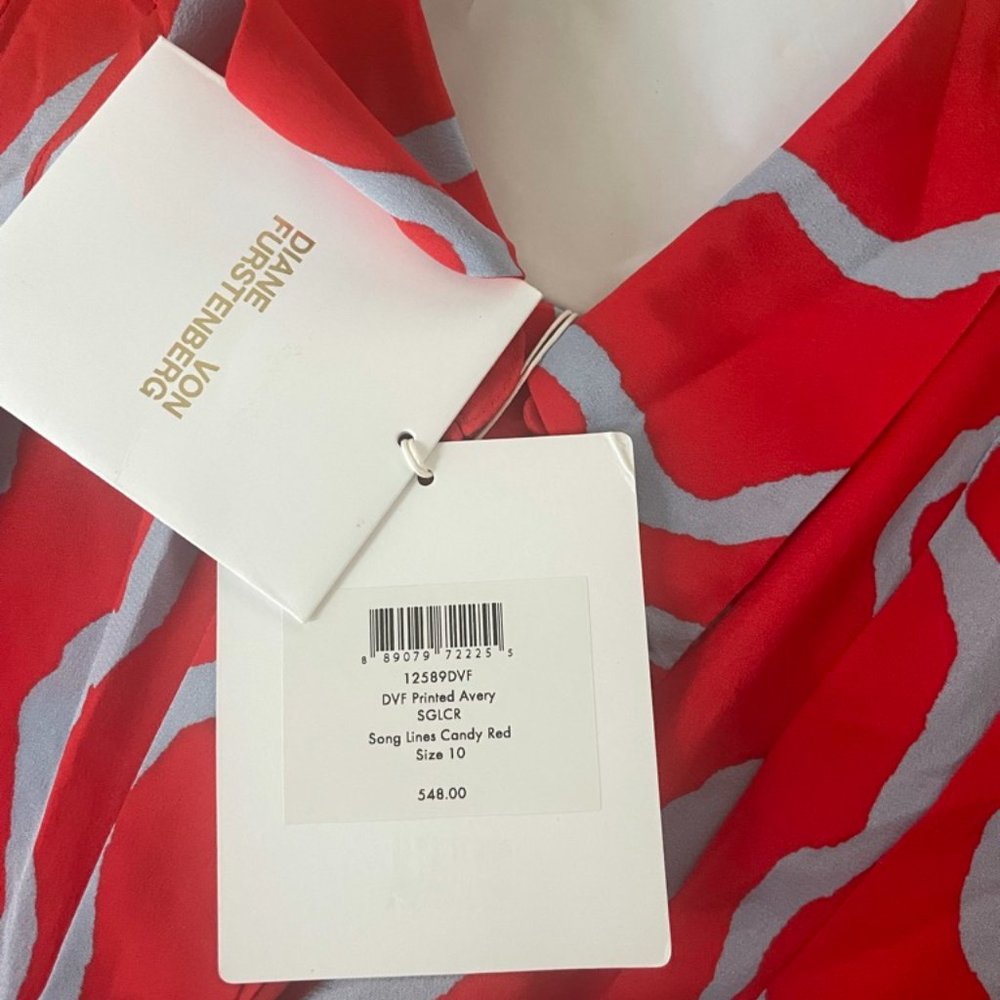 DIANE
VON
FURSTENBERG
8 89079 72225 5
12589DVF
DVF Printed Avery
SGLCR
Song Lines Candy Red
Size 10
548.00